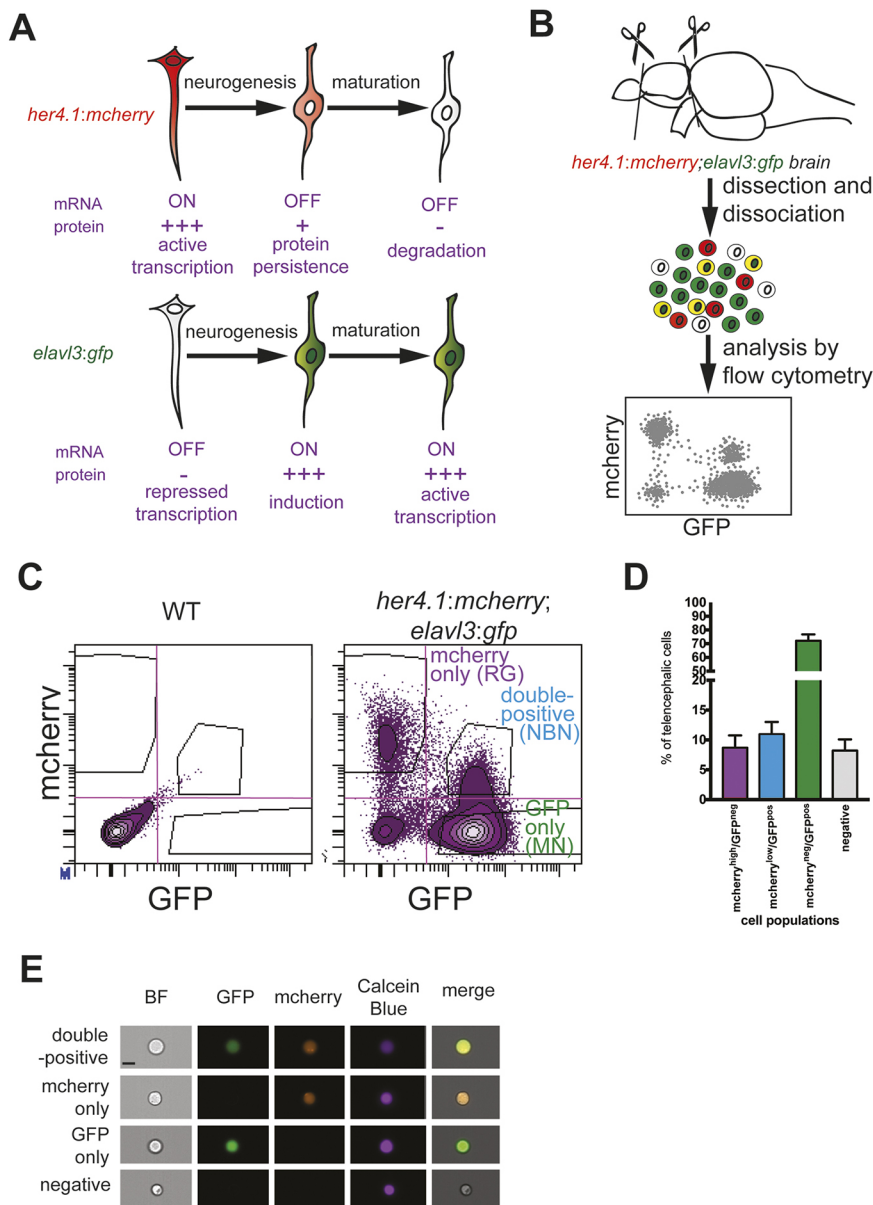 A
neurogenesis
maturation
her4.1:mcherry
mRNA
ON
OFF
OFF
protein
+++
+
-
active
transcription
protein
persistence
degradation
neurogenesis
maturation
elavl3:gfp
mRNA
OFF
ON
ON
protein
-
+++
+++
repressed
transcription
induction
active
transcription
B
her4.1:mcherry;elavl3:gfp brain
dissection and
dissociation
analysis by
flow cytometry
mcherry
GFP
C
WT
her4.1:mcherry;
elavl3:gfp
mcherry
mcherry
only (RG)
double-
positive
(NBN)
GFP
only
(MN)
GFP
GFP
D
% of telencephalic cells
100
90
80
70
60
50
20
15
10
5
0
mcherryhigh/GFPneg
mcherrylow/GFPpos
mcherryneg/GFPpos
negative
cell populations
E
BF
GFP
mcherry
Calcein
Blue
merge
double
-positive
mcherry
only
GFP
only
negative